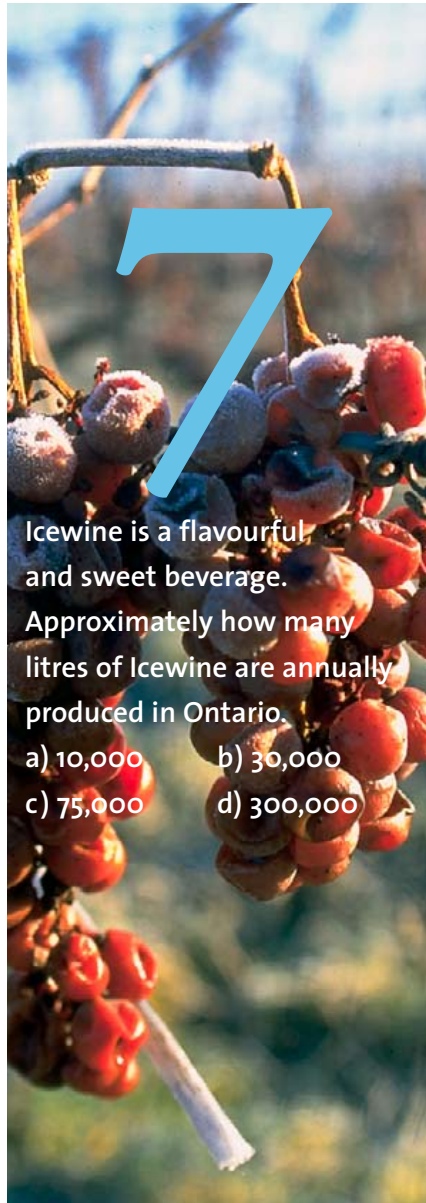 7
Icewine is a flavourful
and sweet beverage.
Approximately how many
litres of Icewine are annually
produced in Ontario.
a) 10,000 b) 30,000
c) 75,000 d) 300,000